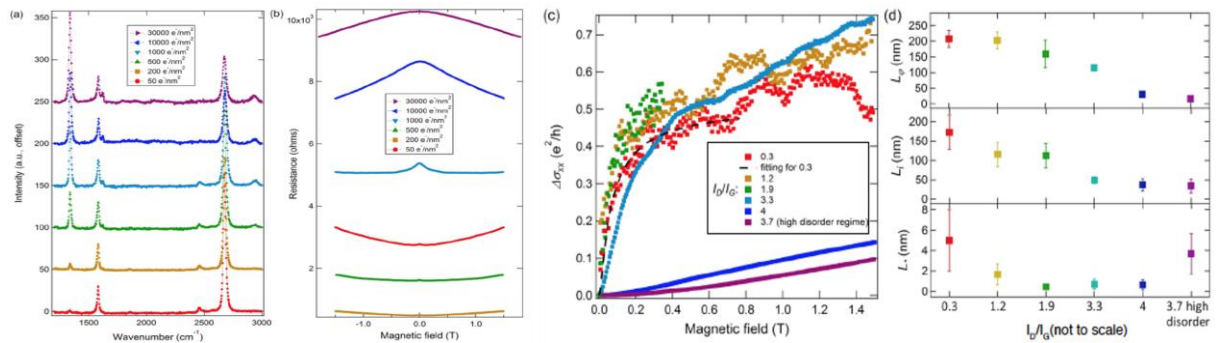 (a)
Intensity (a.u. offset)
350
300
250
200
150
100
50
0
30000 e⁻/nm²
10000 e⁻/nm²
1000 e⁻/nm²
500 e⁻/nm²
200 e⁻/nm²
50 e⁻/nm²
1500
2000
2500
3000
Wavenumber (cm⁻¹)
(b)
Resistance (ohms)
10x10³
8
6
4
2
30000 e⁻/nm²
10000 e⁻/nm²
1000 e⁻/nm²
500 e⁻/nm²
200 e⁻/nm²
50 e⁻/nm²
-1.0
0.0
1.0
Magnetic field (T)
(c)
Δσxx (e²/h)
0.7
0.6
0.5
0.4
0.3
0.2
0.1
0.0
0.3
fitting for 0.3
1.2
ID/IG:
1.9
3.3
4
3.7 (high disorder regime)
0.0
0.2
0.4
0.6
0.8
1.0
1.2
1.4
Magnetic field (T)
(d)
Lφ (nm)
250
200
150
100
50
0
Li (nm)
200
150
100
50
0
L* (nm)
8
6
4
2
0
0.3
1.2
1.9
3.3
4
3.7 high
disorder
ID/IG(not to scale)